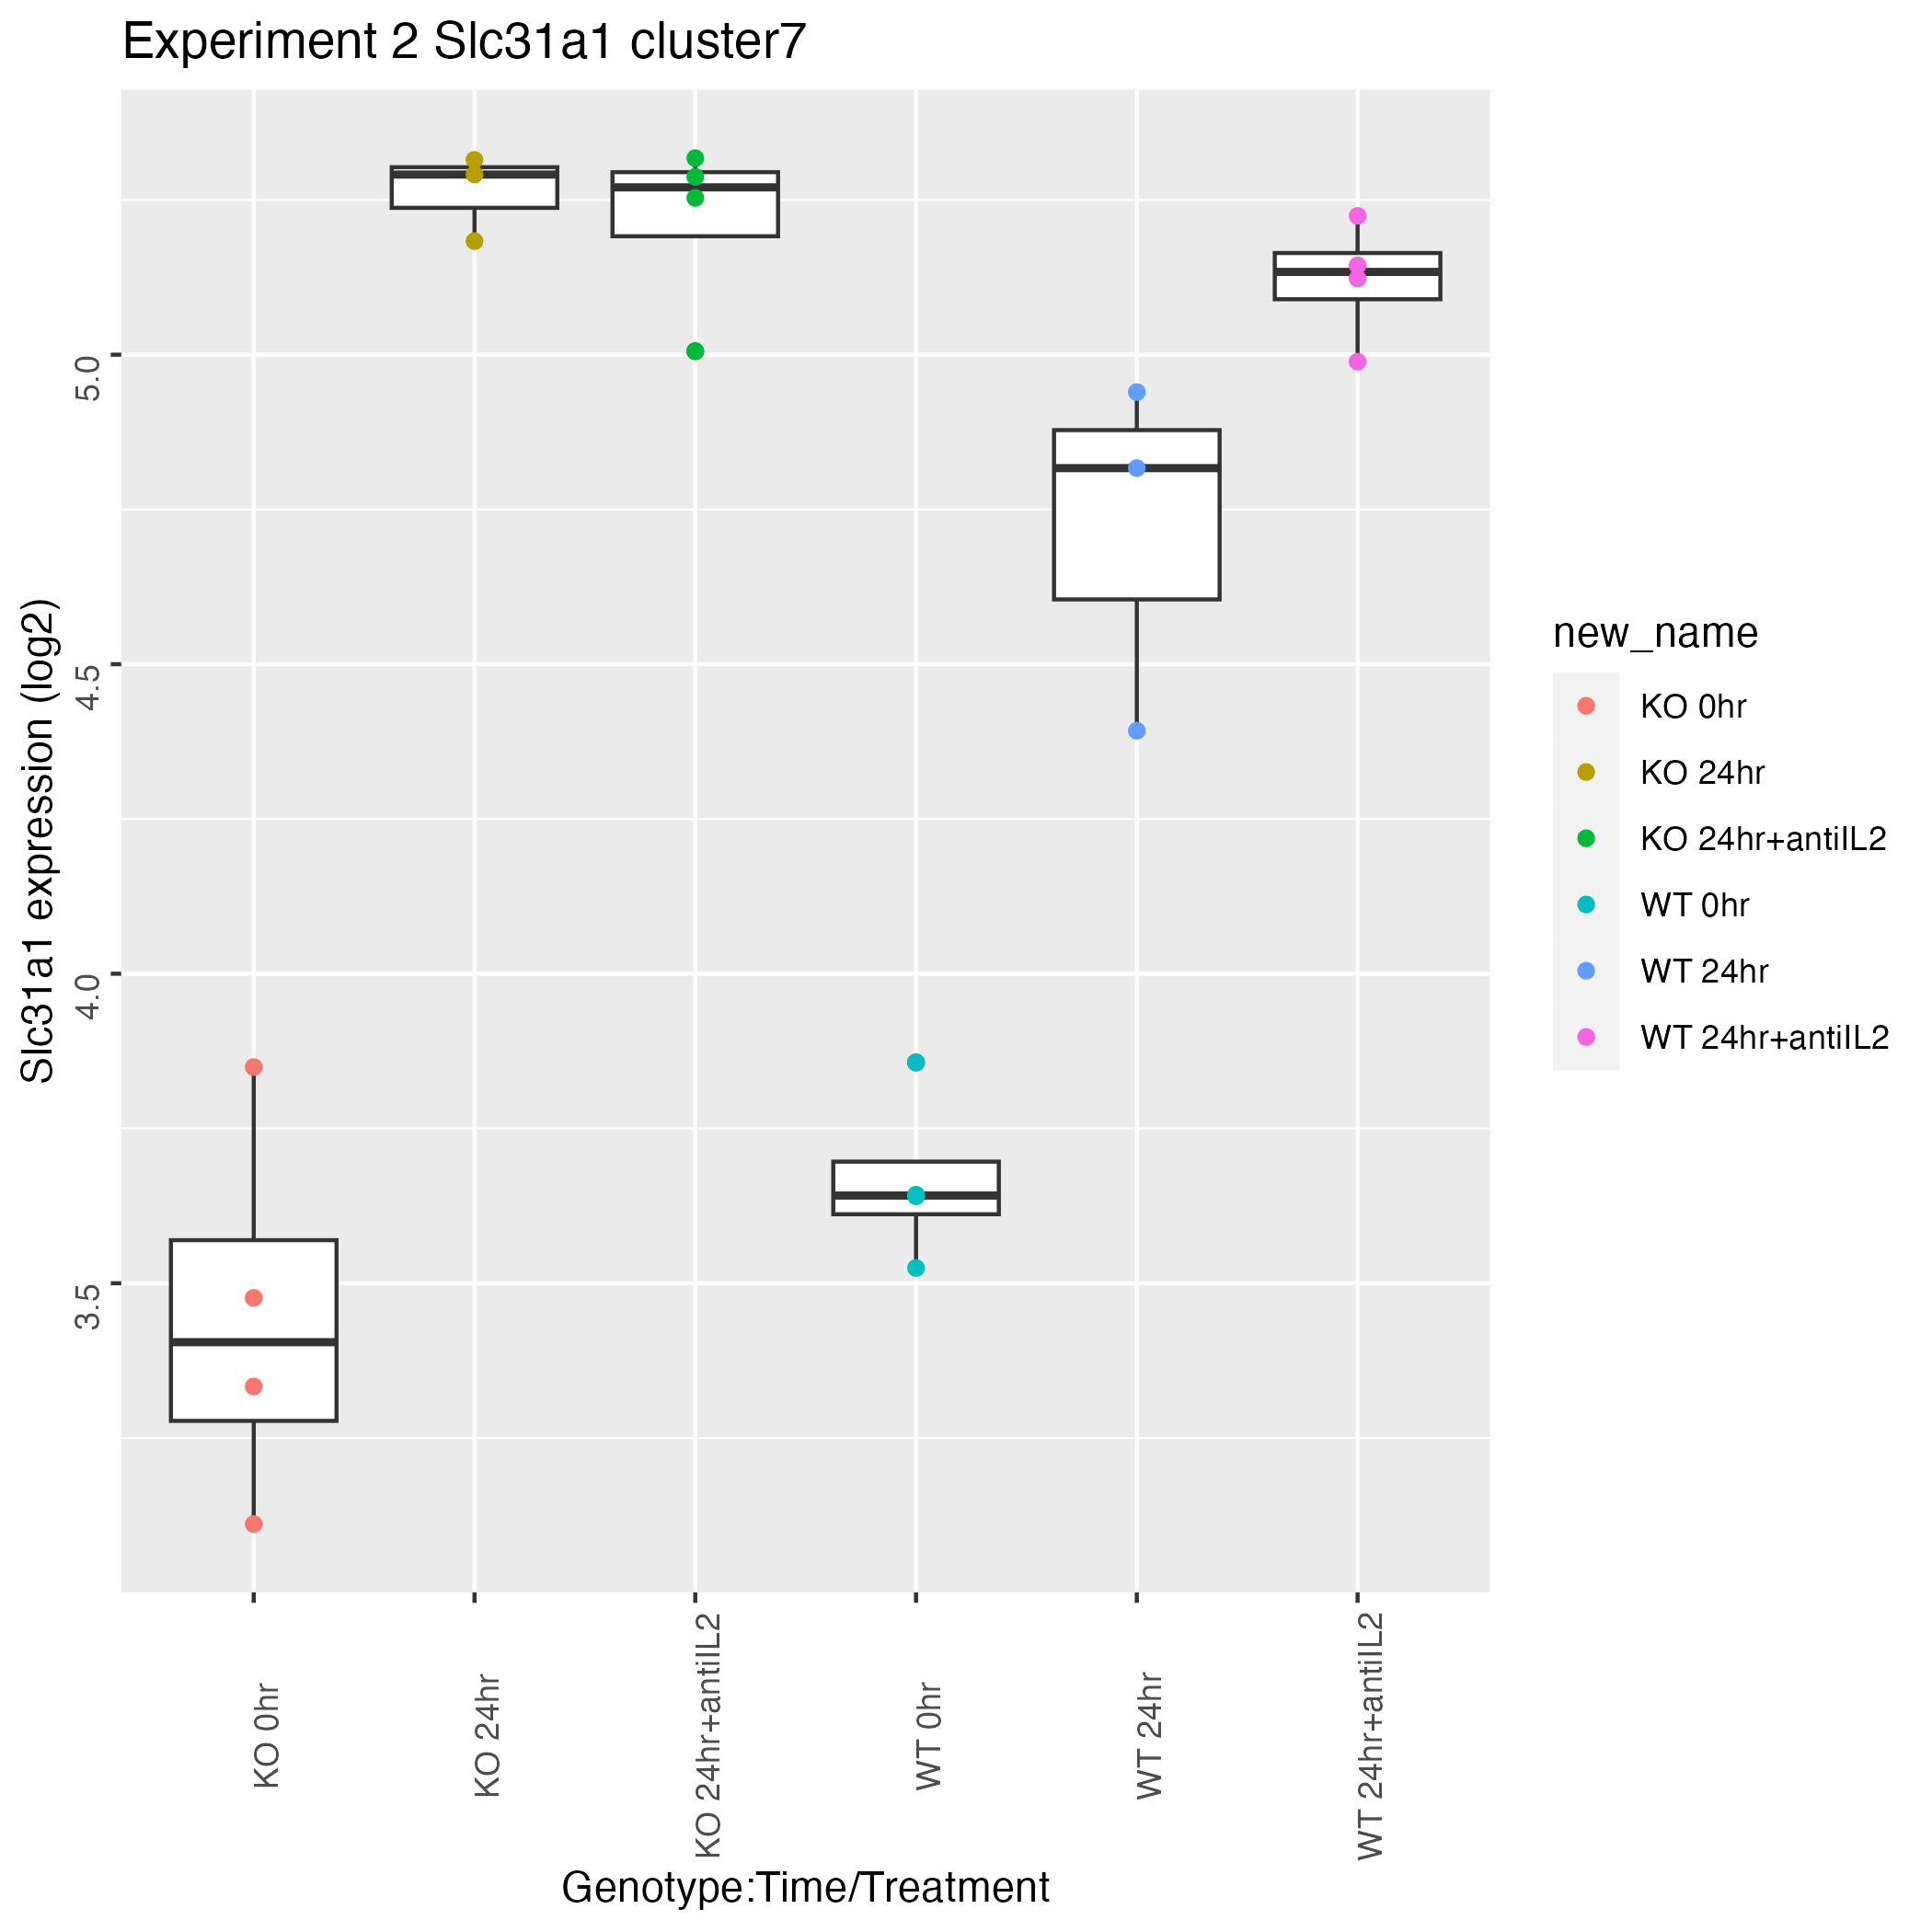 Experiment 2 Slc31a1 cluster7
Slc31a1 expression (log2)
5.0
4.5
4.0
3.5
KO 0hr
KO 24hr
KO 24hr+antiIL2
WT 0hr
WT 24hr
WT 24hr+antiIL2
Genotype:Time/Treatment
new_name
KO 0hr
KO 24hr
KO 24hr+antiIL2
WT 0hr
WT 24hr
WT 24hr+antiIL2